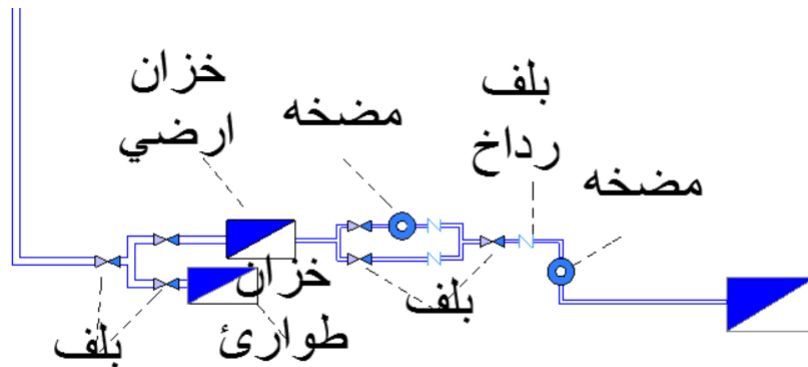 خزان
ارضي
مضخه
بلف
رداخ
مضخه
خزان
طوارئ
بلف
بلف